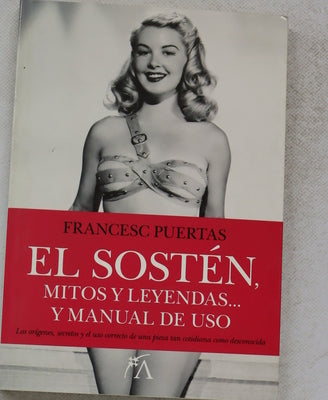 FRANCESC PUERTAS
EL SOSTÉN,
MITOS Y LEYENDAS...
Y MANUAL DE USO
Los orígenes, secretos y el uso correcto de una pieza tan cotidiana como desconocida